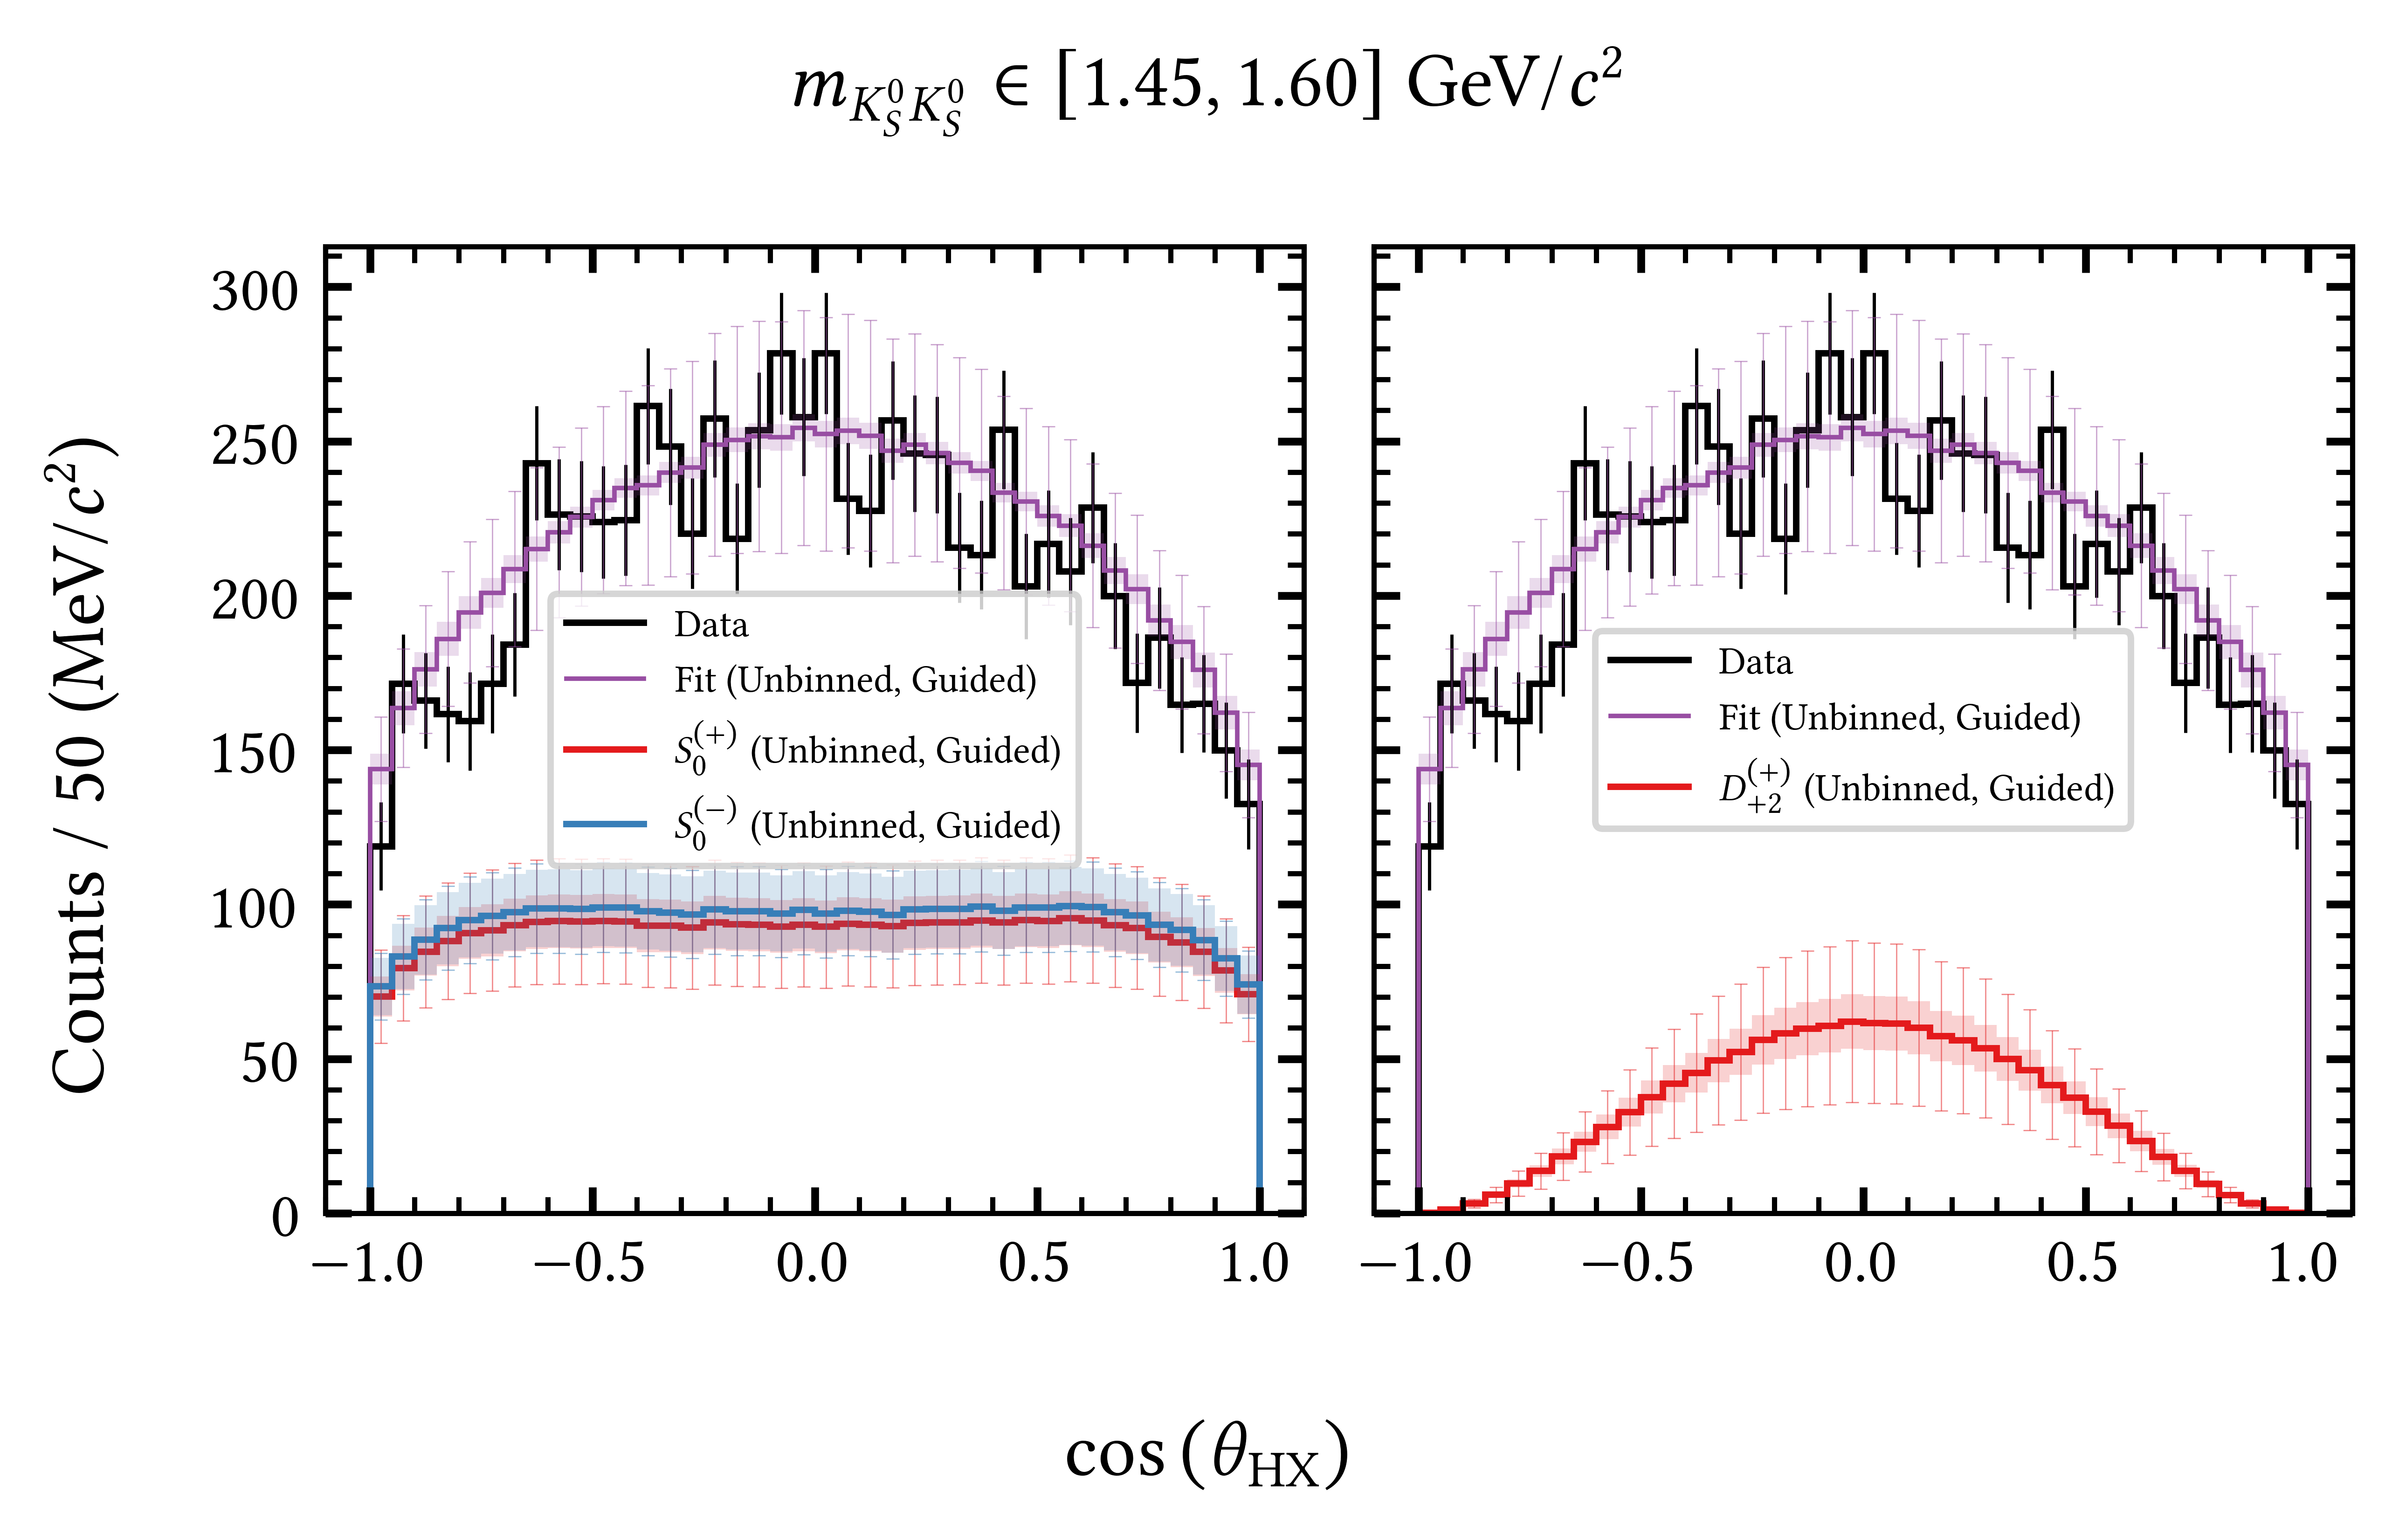 m_{K_S^0 K_S^0} ∈ [1.45, 1.60] GeV/c²
Counts / 50 (MeV/c²)
300
250
200
150
100
50
0
Data
Fit (Unbinned, Guided)
S_0^{(+)} (Unbinned, Guided)
S_0^{(−)} (Unbinned, Guided)
−1.0 −0.5 0.0 0.5 1.0
Data
Fit (Unbinned, Guided)
D_{+2}^{(+)} (Unbinned, Guided)
−1.0 −0.5 0.0 0.5 1.0
cos (θ_{HX})